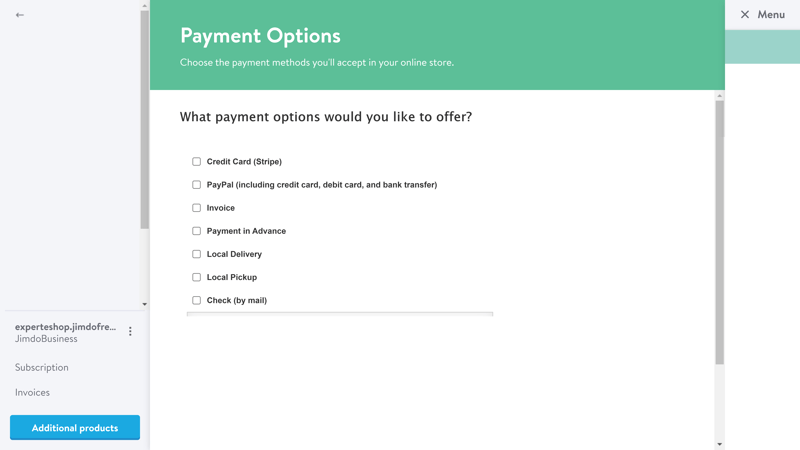 ←
Payment Options
Choose the payment methods you'll accept in your online store.
✕ Menu
What payment options would you like to offer?
Credit Card (Stripe)
PayPal (including credit card, debit card, and bank transfer)
Invoice
Payment in Advance
Local Delivery
Local Pickup
Check (by mail)
experteshop.jimdofre...
JimdoBusiness
Subscription
Invoices
Additional products